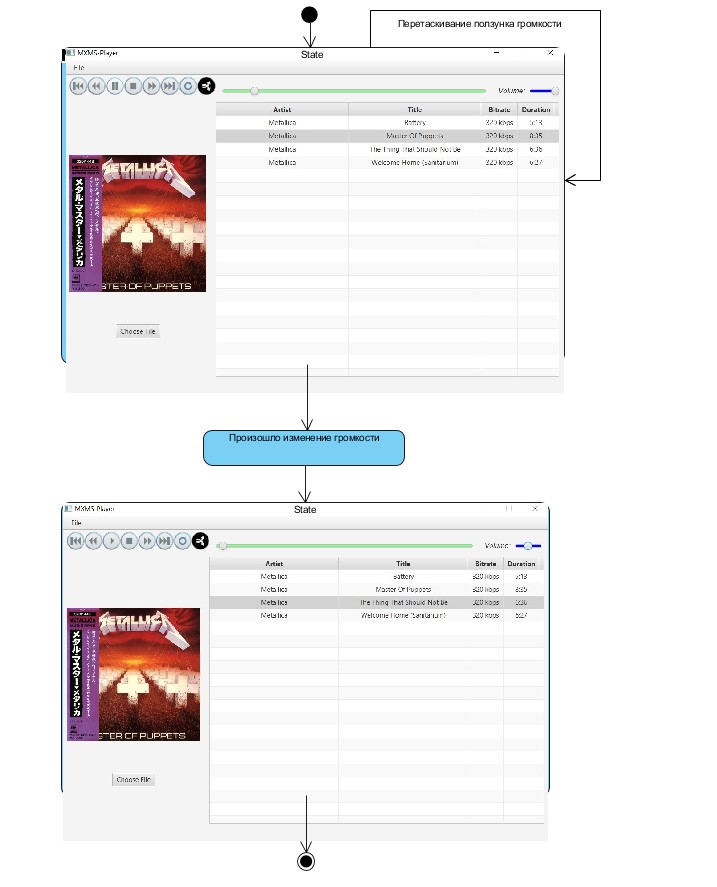 Перетаскивание ползунка громкости
MXMS-Player
State
File
Volume:
Artist Title Bitrate Duration
Metallica Battery 320 kbps 5:13
Metallica Master Of Puppets 320 kbps 8:35
Metallica The Thing That Should Not Be 320 kbps 6:36
Metallica Welcome Home (Sanitarium) 320 kbps 6:27
METALLICA
メタル・マスター・メタリカ
STER OF PUPPETS
Choose File
Произошло изменение громкости
MXMS-Player
State
File
Volume:
Artist Title Bitrate Duration
Metallica Battery 320 kbps 5:13
Metallica Master Of Puppets 320 kbps 8:35
Metallica The Thing That Should Not Be 320 kbps 6:36
Metallica Welcome Home (Sanitarium) 320 kbps 6:27
METALLICA
メタル・マスター・メタリカ
STER OF PUPPETS
Choose File